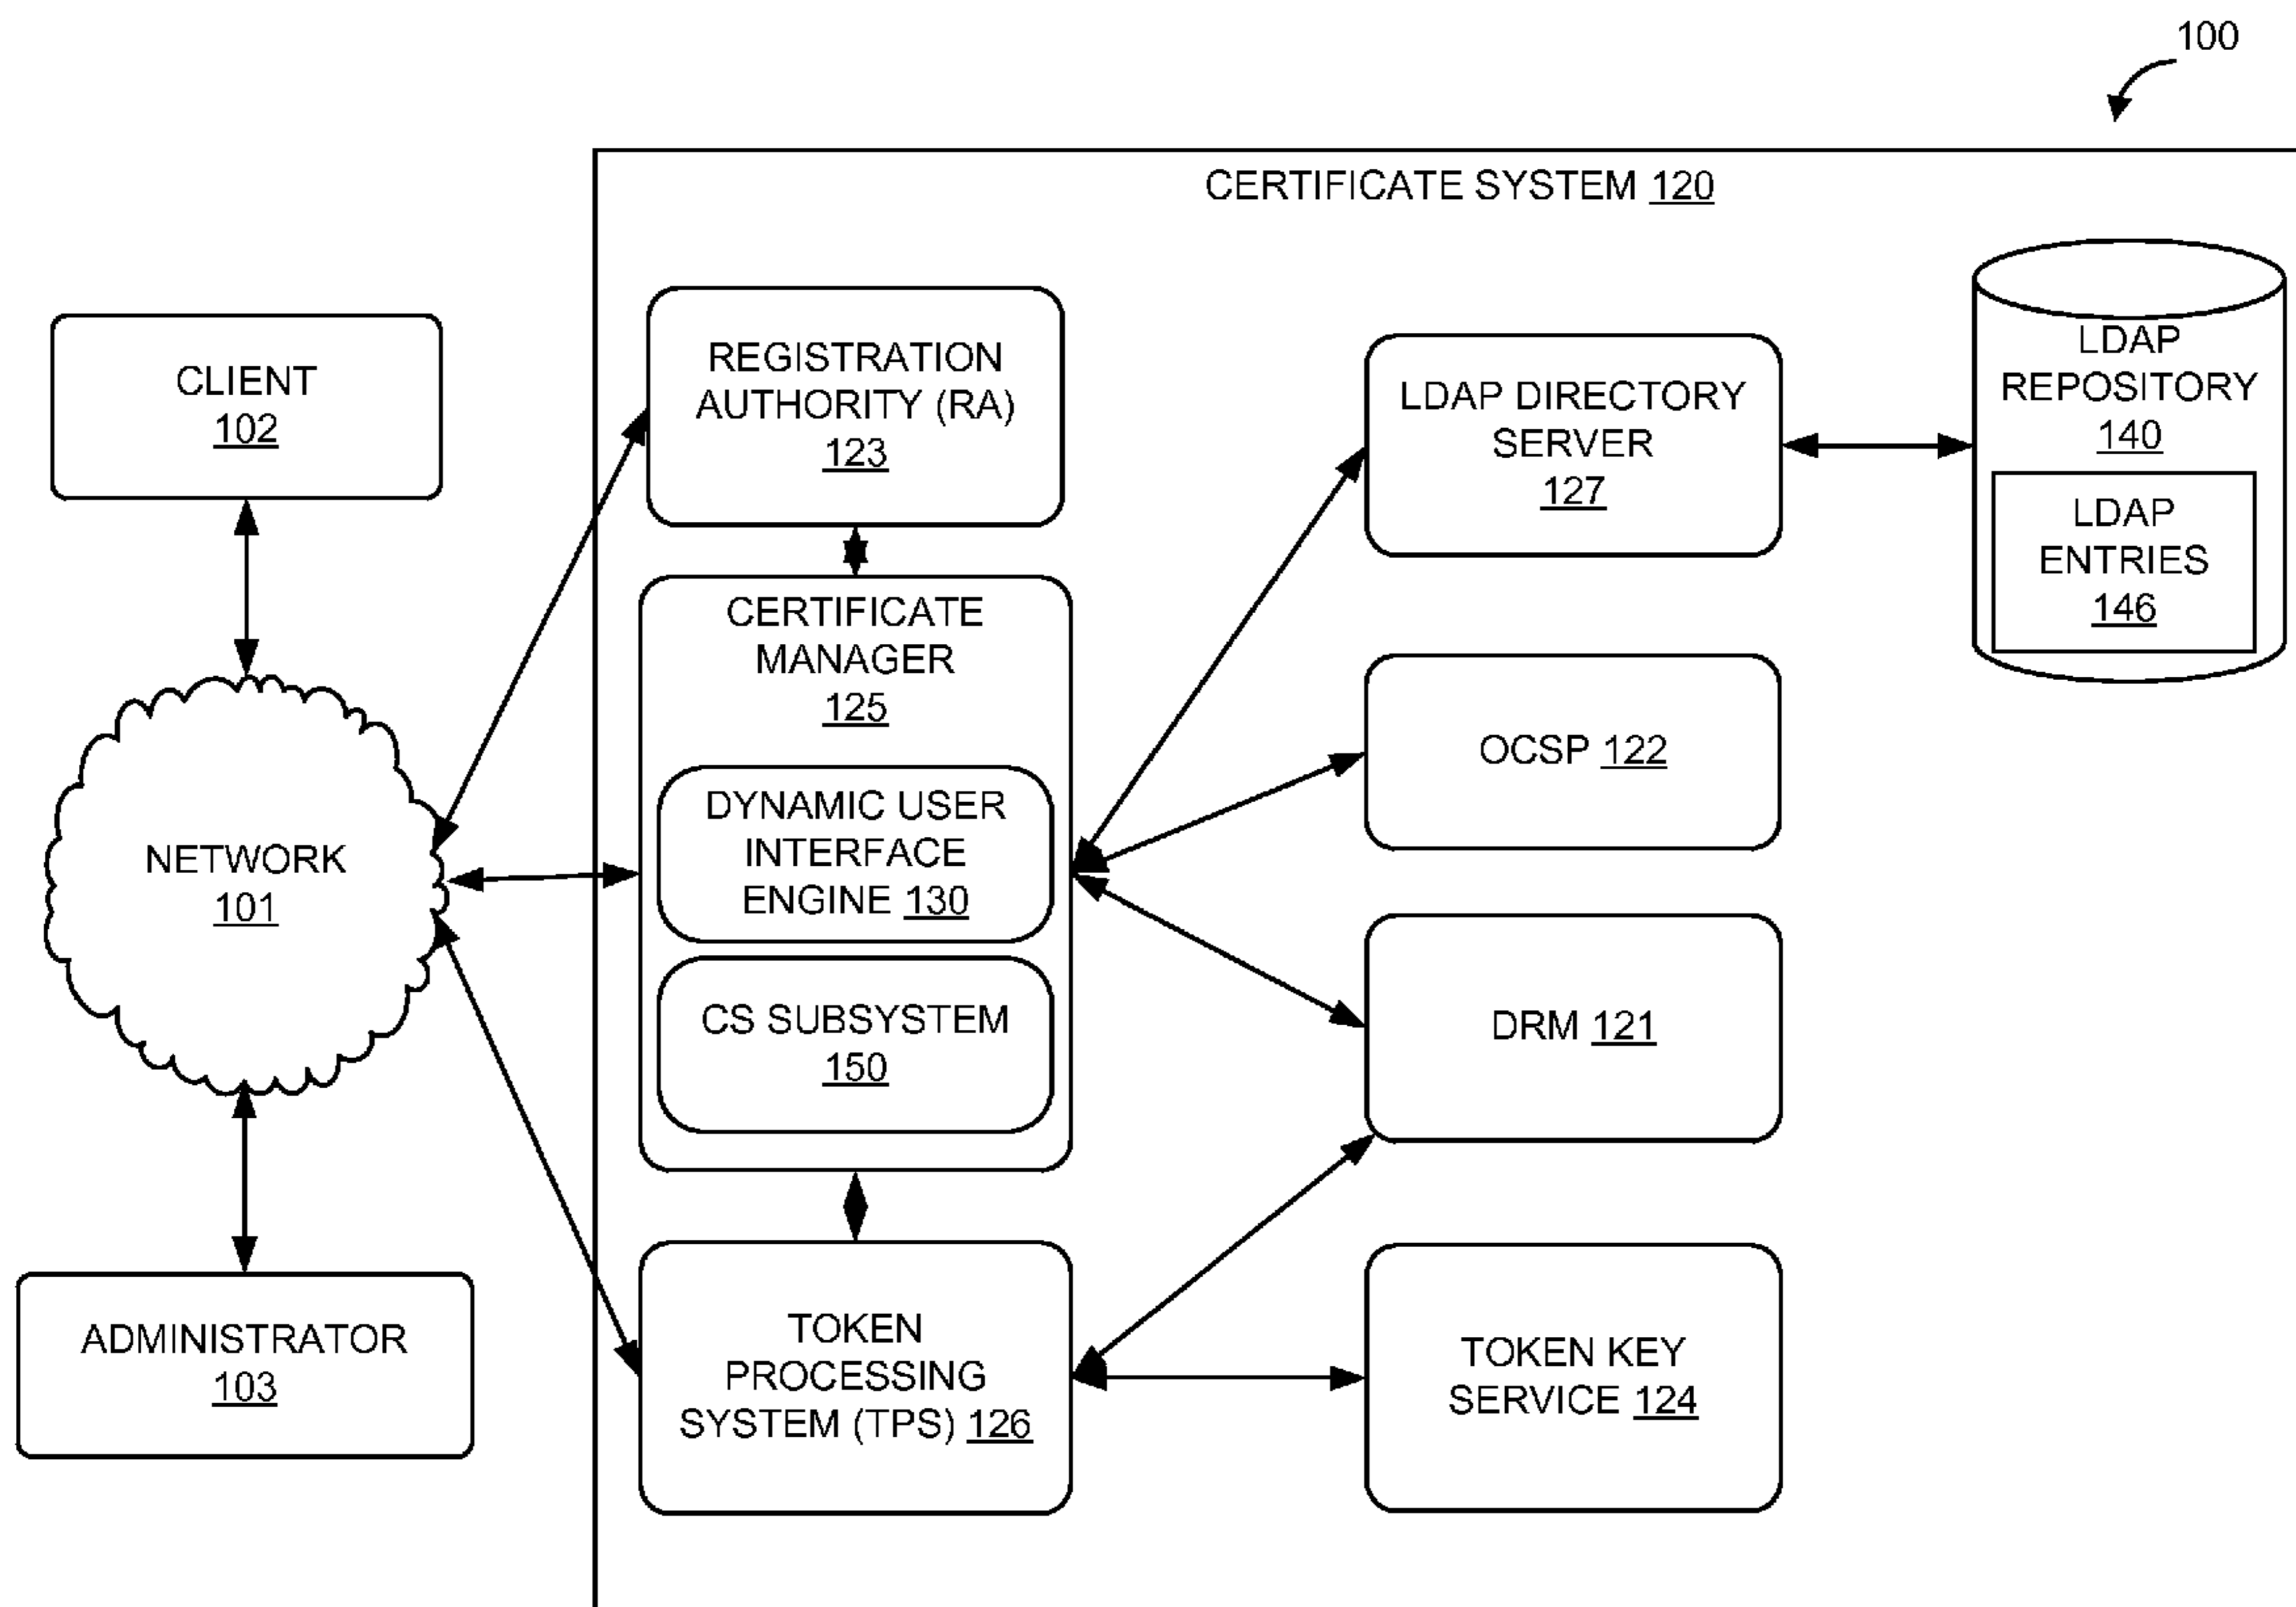 100
CERTIFICATE SYSTEM 120
CLIENT
102
NETWORK
101
ADMINISTRATOR
103
REGISTRATION
AUTHORITY (RA)
123
CERTIFICATE
MANAGER
125
DYNAMIC USER
INTERFACE
ENGINE 130
CS SUBSYSTEM
150
TOKEN
PROCESSING
SYSTEM (TPS) 126
LDAP DIRECTORY
SERVER
127
OCSP 122
DRM 121
TOKEN KEY
SERVICE 124
LDAP
REPOSITORY
140
LDAP
ENTRIES
146